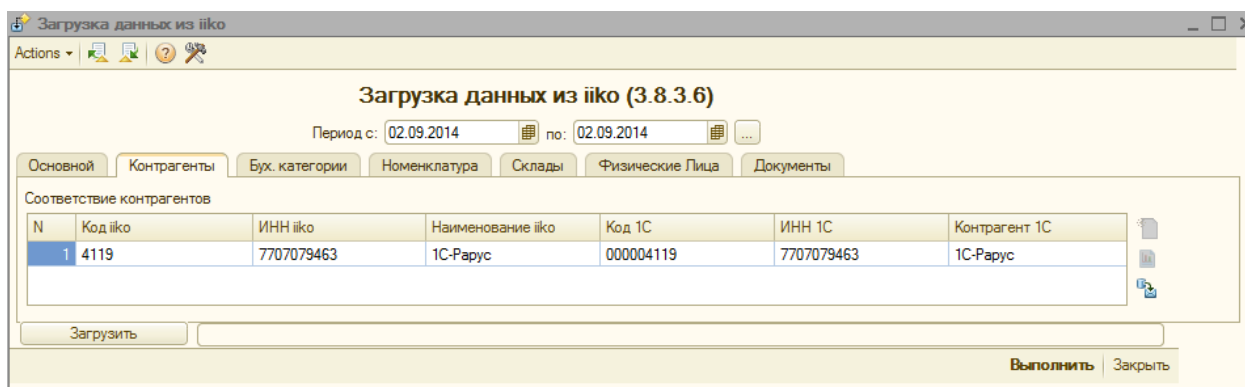 Загрузка данных из iiko
Actions
Загрузка данных из iiko (3.8.3.6)
Период с: 02.09.2014 по: 02.09.2014 ...
Основной Контрагенты Бух. категории Номенклатура Склады Физические Лица Документы
Соответствие контрагентов
N Код iiko ИНН iiko Наименование iiko Код 1С ИНН 1С Контрагент 1С
1 4119 7707079463 1С-Рарус 000004119 7707079463 1С-Рарус
Загрузить
Выполнить Закрыть